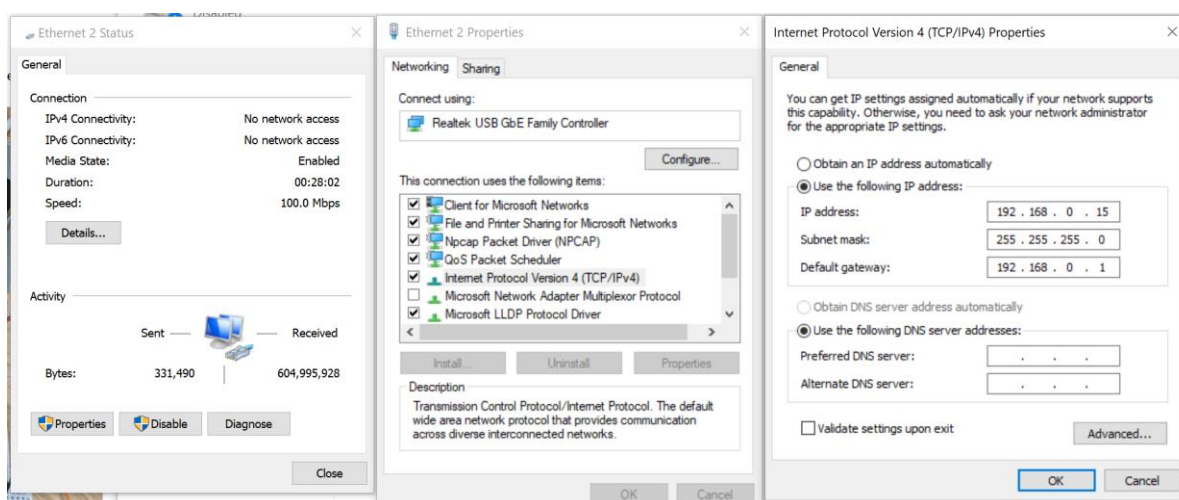 Disabled
Ethernet 2 Status
General
Connection
IPv4 Connectivity: No network access
IPv6 Connectivity: No network access
Media State: Enabled
Duration: 00:28:02
Speed: 100.0 Mbps
Details...
Activity
Sent Received
Bytes: 331,490 604,995,928
Properties Disable Diagnose
Close
Ethernet 2 Properties
Networking Sharing
Connect using:
Realtek USB GbE Family Controller
Configure...
This connection uses the following items:
Client for Microsoft Networks
File and Printer Sharing for Microsoft Networks
Npcap Packet Driver (NPCAP)
QoS Packet Scheduler
Internet Protocol Version 4 (TCP/IPv4)
Microsoft Network Adapter Multiplexor Protocol
Microsoft LLDP Protocol Driver
Install... Uninstall Properties
Description
Transmission Control Protocol/Internet Protocol. The default
wide area network protocol that provides communication
across diverse interconnected networks.
OK Cancel
Internet Protocol Version 4 (TCP/IPv4) Properties
General
You can get IP settings assigned automatically if your network supports
this capability. Otherwise, you need to ask your network administrator
for the appropriate IP settings.
Obtain an IP address automatically
Use the following IP address:
IP address: 192 . 168 . 0 . 15
Subnet mask: 255 . 255 . 255 . 0
Default gateway: 192 . 168 . 0 . 1
Obtain DNS server address automatically
Use the following DNS server addresses:
Preferred DNS server: . . .
Alternate DNS server: . . .
Validate settings upon exit
Advanced...
OK Cancel